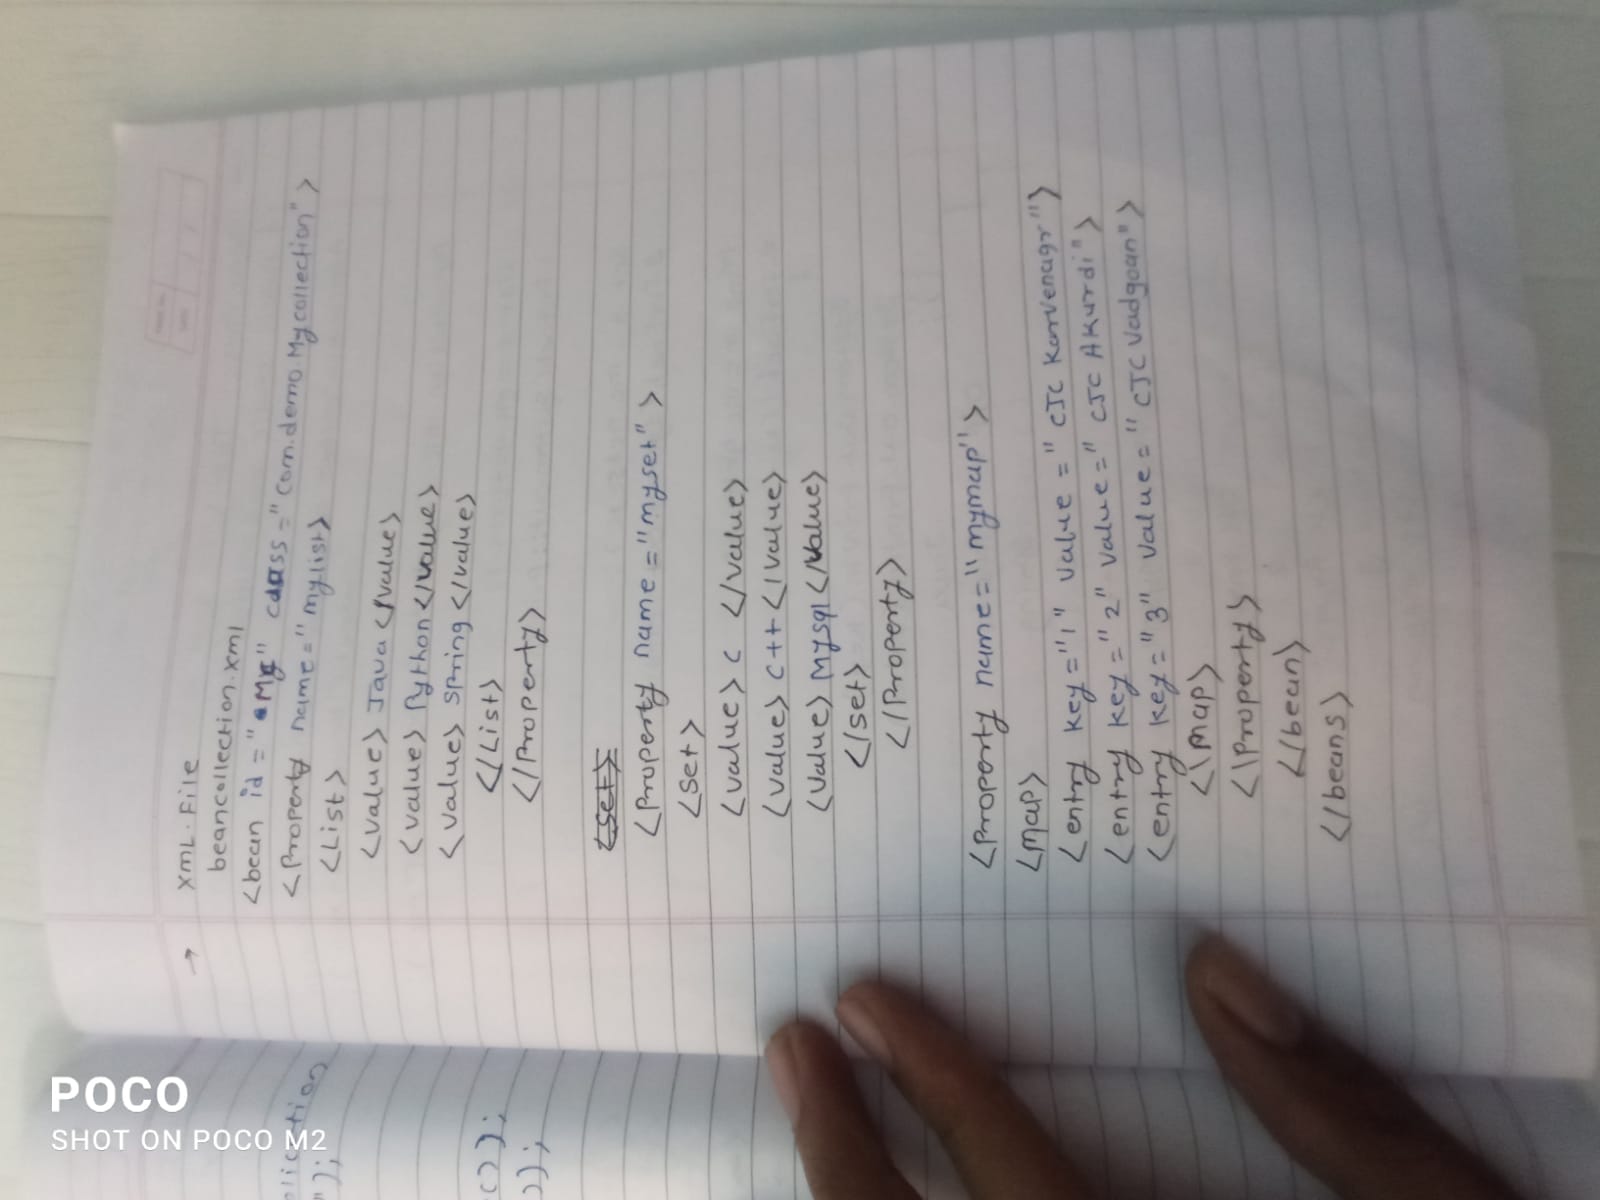 → XML.File
beancollection.xml
<bean id="Mc" class="com.demo.Mycollection">
<Property name="mylist">
<List>
<value> Java </value>
<value> Python </value>
<value> Spring </value>
</List>
</Property>
<Property name="myset">
<set>
<value> C </value>
<value> C++ </value>
<value> Mysql </value>
</set>
</Property>
<Property name="mymap">
<map>
<entry key="1" value="CJC Karvenagr">
<entry key="2" value="CJC Akurdi">
<entry key="3" value="CJC Vadgoan">
<\map>
<\Property>
</bean>
</beans>
");
());
));
POCO
SHOT ON POCO M2